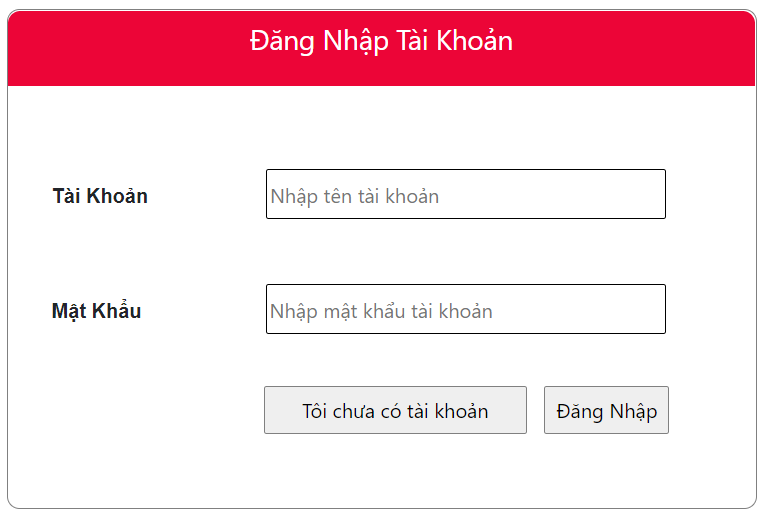 Đăng Nhập Tài Khoản
Tài Khoản
Nhập tên tài khoản
Mật Khẩu
Nhập mật khẩu tài khoản
Tôi chưa có tài khoản
Đăng Nhập